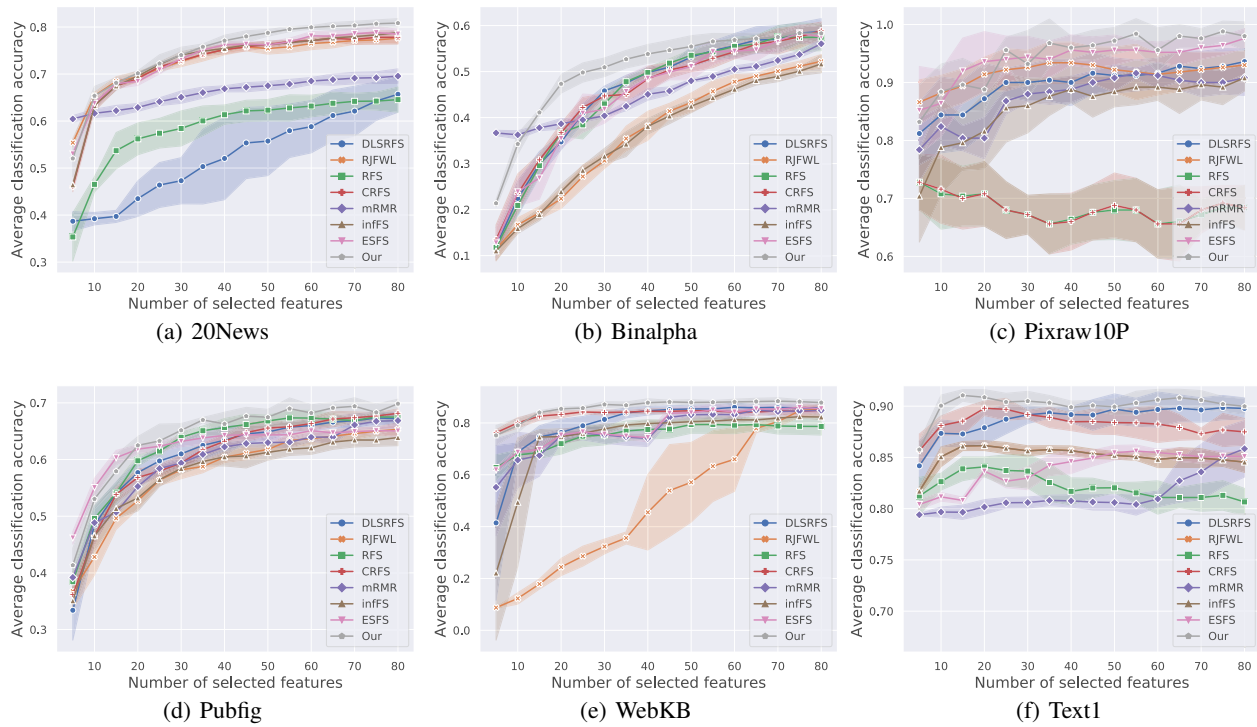 Average classification accuracy
0.8
0.7
0.6
0.5
0.4
0.3
DLSRFS
RJFWL
RFS
CRFS
mRMR
infFS
ESFS
Our
10 20 30 40 50 60 70 80
Number of selected features
(a) 20News
Average classification accuracy
0.6
0.5
0.4
0.3
0.2
0.1
DLSRFS
RJFWL
RFS
CRFS
mRMR
infFS
ESFS
Our
10 20 30 40 50 60 70 80
Number of selected features
(b) Binalpha
Average classification accuracy
1.0
0.9
0.8
0.7
0.6
DLSRFS
RJFWL
RFS
CRFS
mRMR
infFS
ESFS
Our
10 20 30 40 50 60 70 80
Number of selected features
(c) Pixraw10P
Average classification accuracy
0.7
0.6
0.5
0.4
0.3
DLSRFS
RJFWL
RFS
CRFS
mRMR
infFS
ESFS
Our
10 20 30 40 50 60 70 80
Number of selected features
(d) Pubfig
Average classification accuracy
0.8
0.6
0.4
0.2
0.0
DLSRFS
RJFWL
RFS
CRFS
mRMR
infFS
ESFS
Our
10 20 30 40 50 60 70 80
Number of selected features
(e) WebKB
Average classification accuracy
0.90
0.85
0.80
0.75
0.70
DLSRFS
RJFWL
RFS
CRFS
mRMR
infFS
ESFS
Our
10 20 30 40 50 60 70 80
Number of selected features
(f) Text1